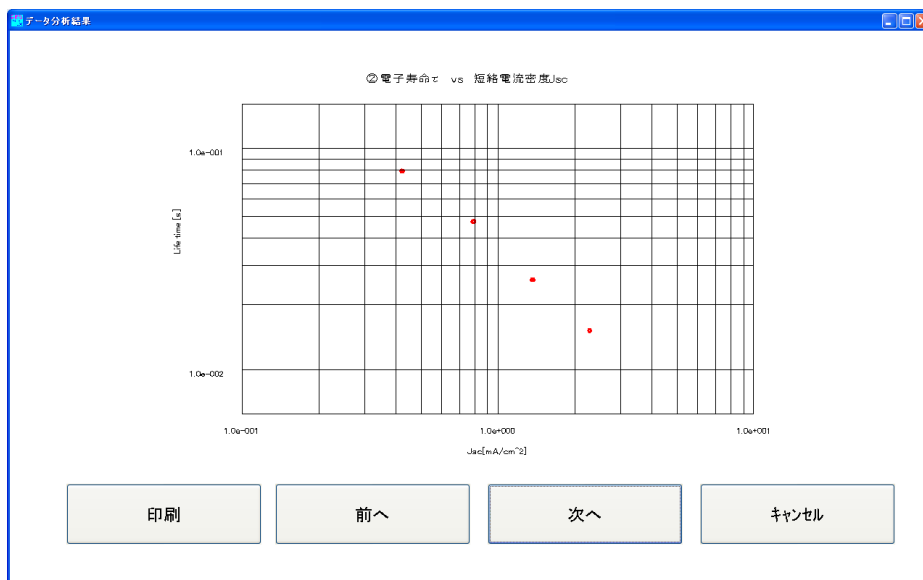 データ分析結果
②電子寿命τ vs 短絡電流密度Jsc
1.0e-001
Life time [s]
1.0e-002
1.0e-001
1.0e+000
1.0e+001
Jsc[mA/cm^2]
印刷
前へ
次へ
キャンセル